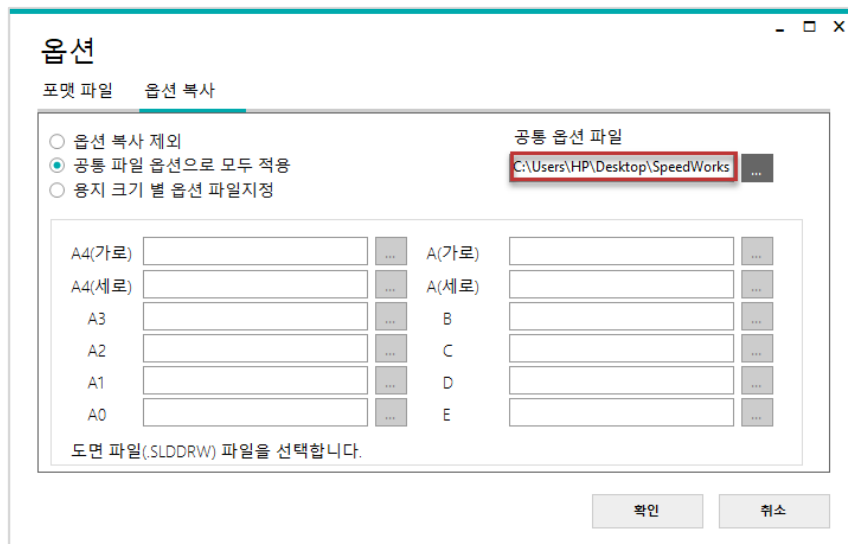 옵션
포맷 파일 옵션 복사
옵션 복사 제외
공통 파일 옵션으로 모두 적용
용지 크기 별 옵션 파일지정
공통 옵션 파일
C:\Users\HP\Desktop\SpeedWorks
...
A4(가로) ... A(가로) ...
A4(세로) ... A(세로) ...
A3 ... B ...
A2 ... C ...
A1 ... D ...
A0 ... E ...
도면 파일(.SLDDRW) 파일을 선택합니다.
확인 취소